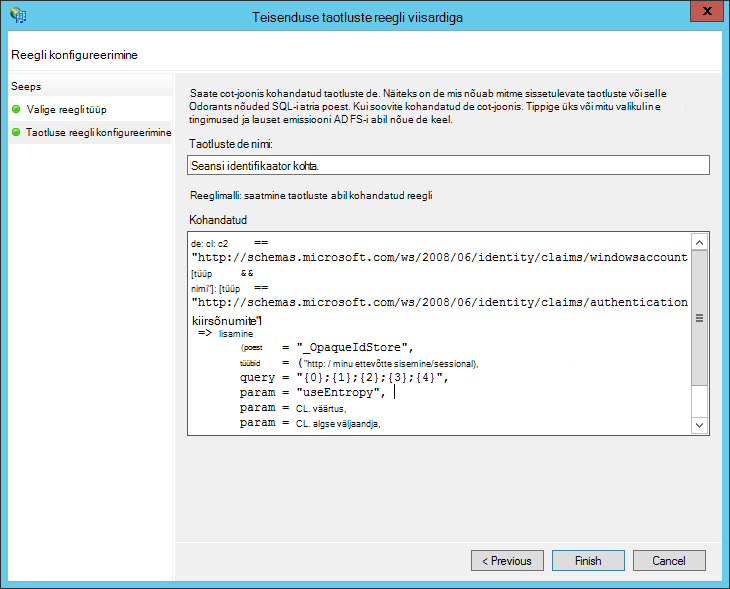 Teisenduse taotluste reegli viisardiga
X
Reegli konfigureerimine
Seeps
Valige reegli tüüp
Taotluse reegli konfigureerimine
Saate cot-joonis kohandatud taotluste de. Näiteks on de mis nõuab mitme sissetulevate taotluste või selle
Odorants nõuded SQL-i atria poest. Kui soovite kohandatud de cot-joonis. Tippige üks või mitu valikuline
tingimused ja lauset emissiooni AD FS-i abil nõue de keel.
Taotluste de nimi:
Seansi identifikaator kohta.
Reeglimalli: saatmine taotluste abil kohandatud reegli
Kohandatud
de: cl: c2 ==
"http://schemas.microsoft.com/ws/2008/06/identity/claims/windowsaccount
[tüüp &&
nimi"]: [tüüp ==
"http://schemas.microsoft.com/ws/2008/06/identity/claims/authentication
kiirsõnumite"1
=> lisamine
(poest = "_OpaqueIdStore",
tüübid = ("http: / minu ettevõtte sisemine/sessional),
query = "{0};{1};{2};{3};{4}",
param = "useEntropy",
param = CL. väärtus,
param = CL. algse väljaandja,
< Previous
Finish
Cancel